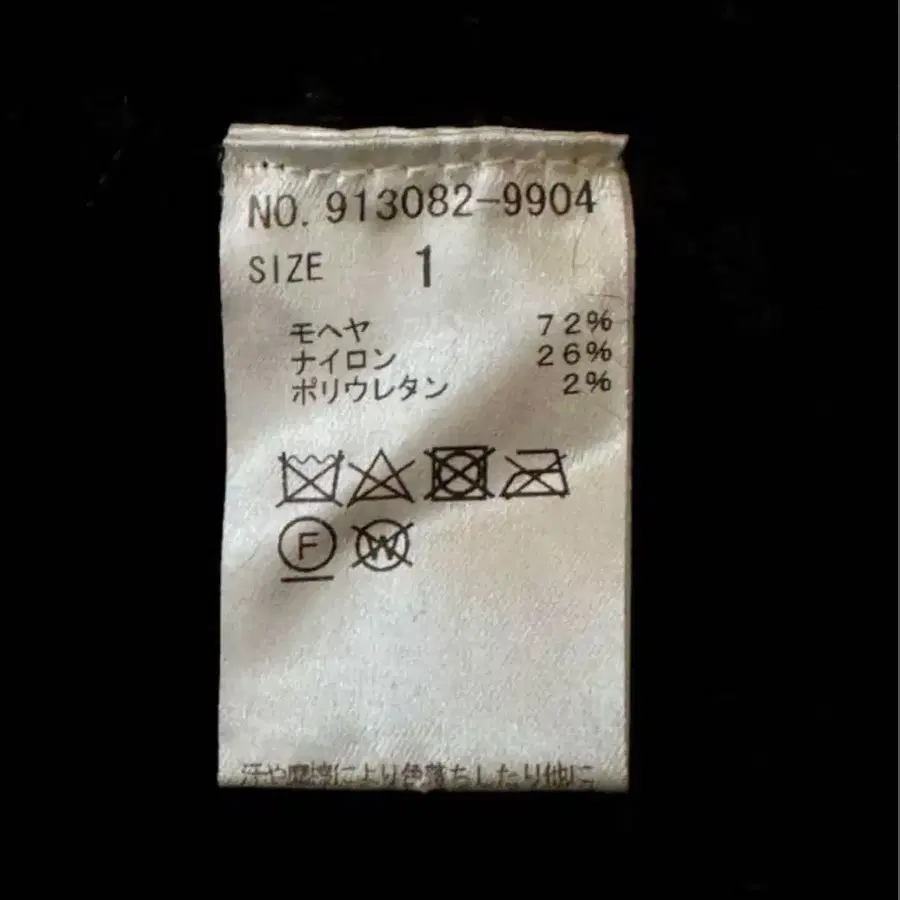 NO. 913082-9904
SIZE 1
モヘヤ 72%
ナイロン 26%
ポリウレタン 2%
F
W
汗や摩擦により色落ちしたり他に